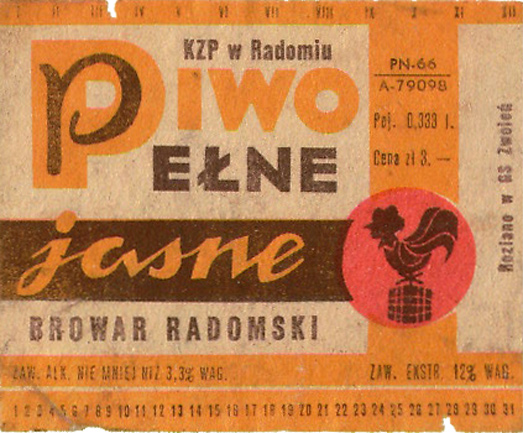 I II III IV V VI VII VIII IX X XI XII
KZP w Radomiu
PIWO
PEŁNE
jasne
BROWAR RADOMSKI
PN-66
A-79098
Poj. 0,333 l.
Cena zł 3.—
Rozlano w GS Zwoleń
ZAW. ALK. NIE MNIEJ NIŻ 3,3% WAG.
ZAW. EKSTR. 12% WAG.
1 2 3 4 5 6 7 8 9 10 11 12 13 14 15 16 17 18 19 20 21 22 23 24 25 26 27 28 29 30 31